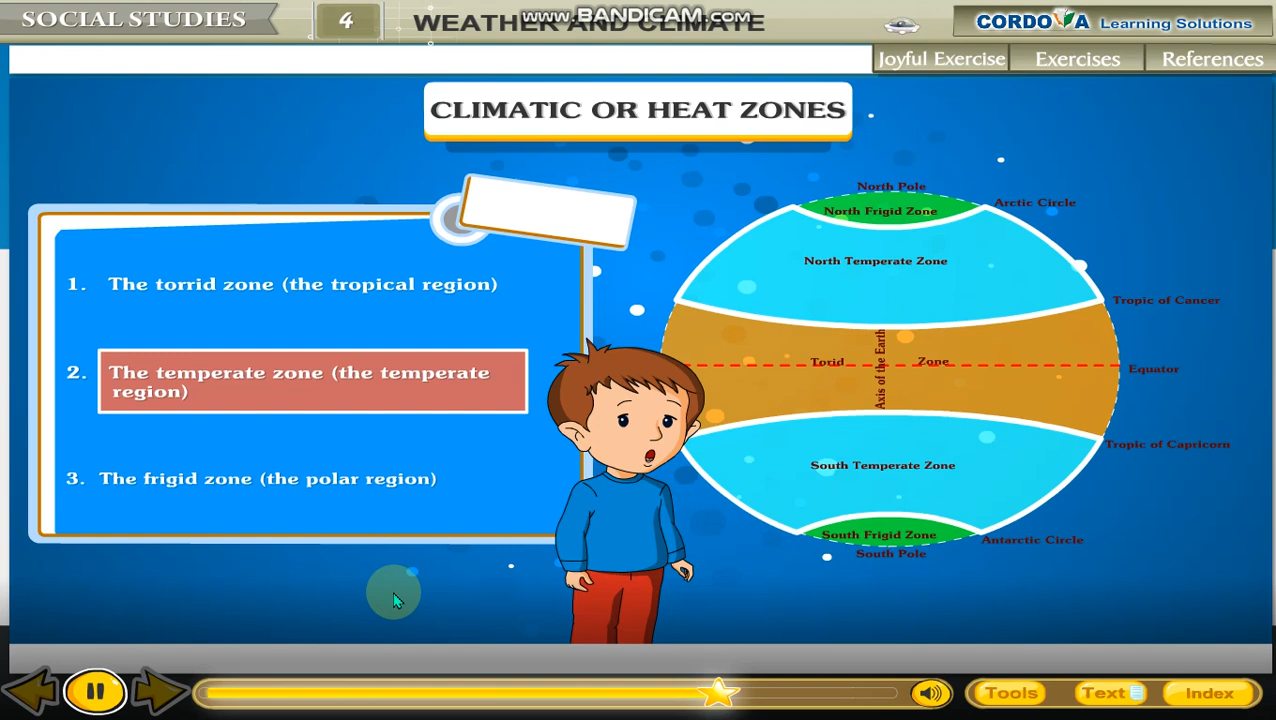 SOCIAL STUDIES
4
WEATHER AND CLIMATE
www.BANDICAM.com
CORDOVA Learning Solutions
Joyful Exercise
Exercises
References
CLIMATIC OR HEAT ZONES
1. The torrid zone (the tropical region)
2. The temperate zone (the temperate
region)
3. The frigid zone (the polar region)
North Pole
Arctic Circle
North Frigid Zone
North Temperate Zone
Tropic of Cancer
Torid Zone
Axis of the Earth
Equator
Tropic of Capricorn
South Temperate Zone
South Frigid Zone
Antarctic Circle
South Pole
Tools
Text
Index